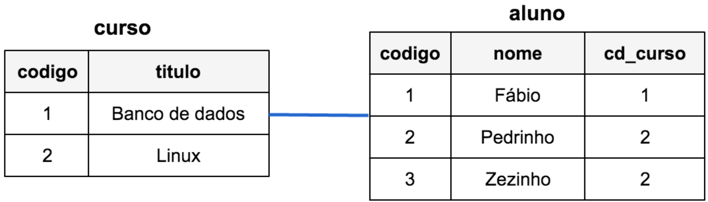 curso
codigo titulo
1 Banco de dados
2 Linux
aluno
codigo nome cd_curso
1 Fábio 1
2 Pedrinho 2
3 Zezinho 2